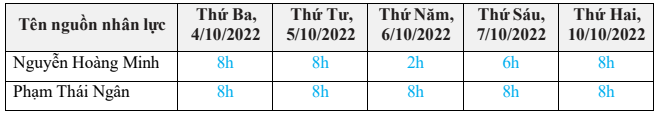 Tên nguồn nhân lực Thứ Ba, 4/10/2022 Thứ Tư, 5/10/2022 Thứ Năm, 6/10/2022 Thứ Sáu, 7/10/2022 Thứ Hai, 10/10/2022
Nguyễn Hoàng Minh 8h 8h 2h 6h 8h
Phạm Thái Ngân 8h 8h 8h 8h 8h